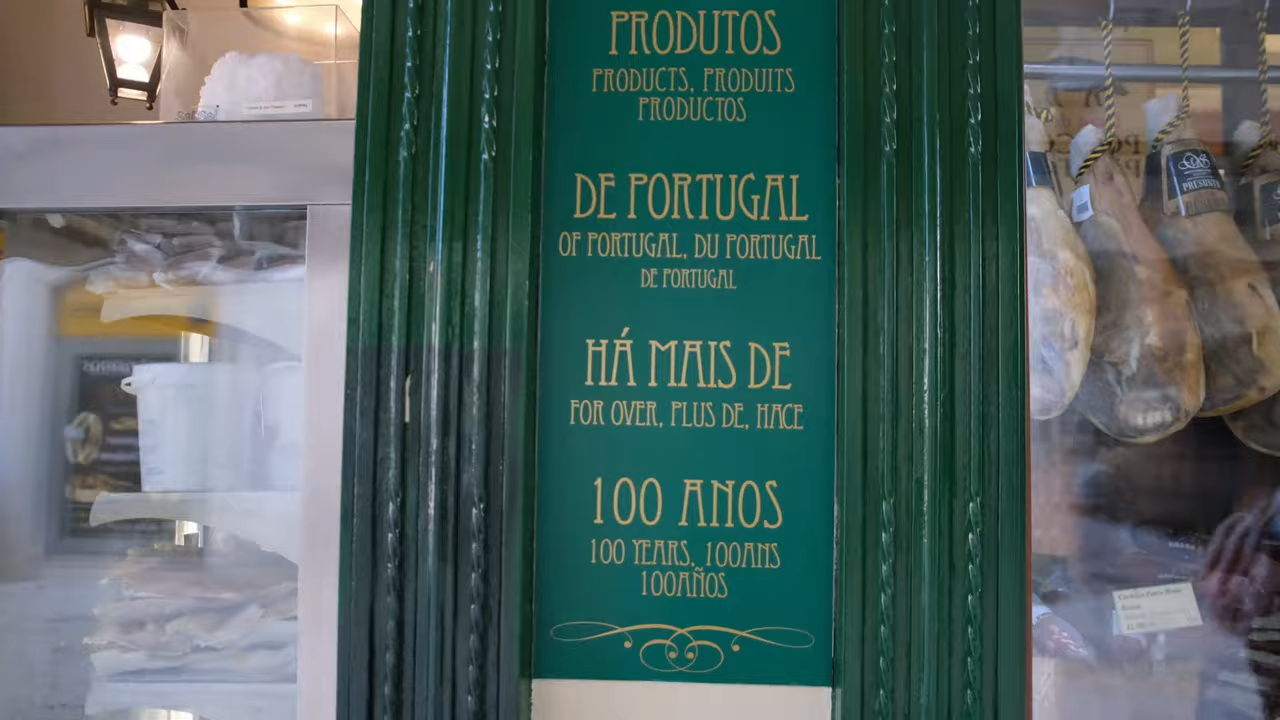 PRODUTOS
PRODUCTS, PRODUITS
PRODUCTOS
DE PORTUGAL
OF PORTUGAL, DU PORTUGAL
DE PORTUGAL
HÁ MAIS DE
FOR OVER, PLUS DE, HACE
100 ANOS
100 YEARS, 100ANS
100AÑOS
PRESUNTO